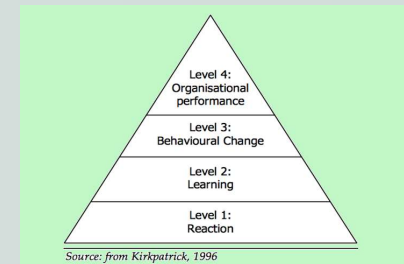 Level 4:
Organisational
performance
Level 3:
Behavioural Change
Level 2:
Learning
Level 1:
Reaction
Source: from Kirkpatrick, 1996